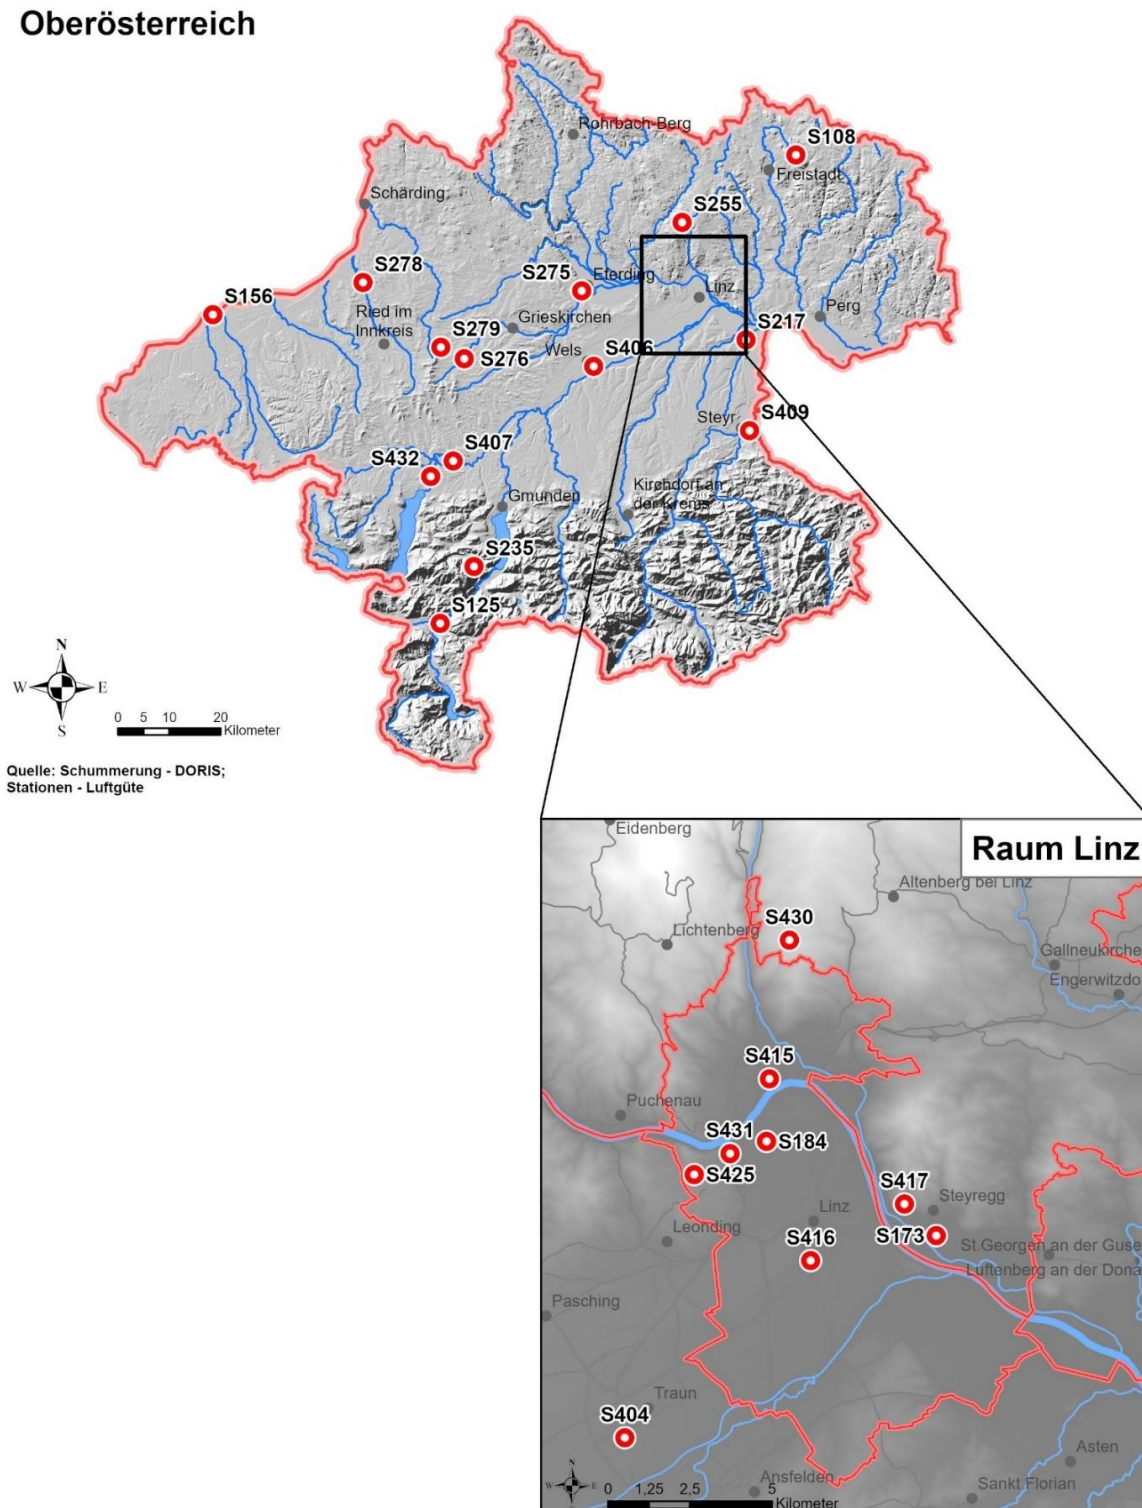 Oberösterreich
Rohrbach-Berg
S108
Freistadt
Schärding
S255
S278
S275
Eferding
S156
Linz
Ried im
Innkreis
Grieskirchen
Perg
S279
S217
S276
Wels
S406
Steyr
S409
S407
S432
Kirchdorf an
der Krems
Gmunden
S235
S125
N
W
E
S
0 5 10 20
Kilometer
Quelle: Schummerung - DORIS;
Stationen - Luftgüte
Eidenberg
Raum Linz
Altenberg bei Linz
S430
Lichtenberg
Gallneukirche
Engerwitzdo
S415
Puchenau
S431
S184
S425
S417
Steyregg
Linz
Leonding
S416
S173
St.Georgen an der Guse
Luftenberg an der Dona
Pasching
Traun
S404
Asten
Ansfelden
Sankt Florian
N
W
E
S
0 1,25 2,5 5
Kilometer